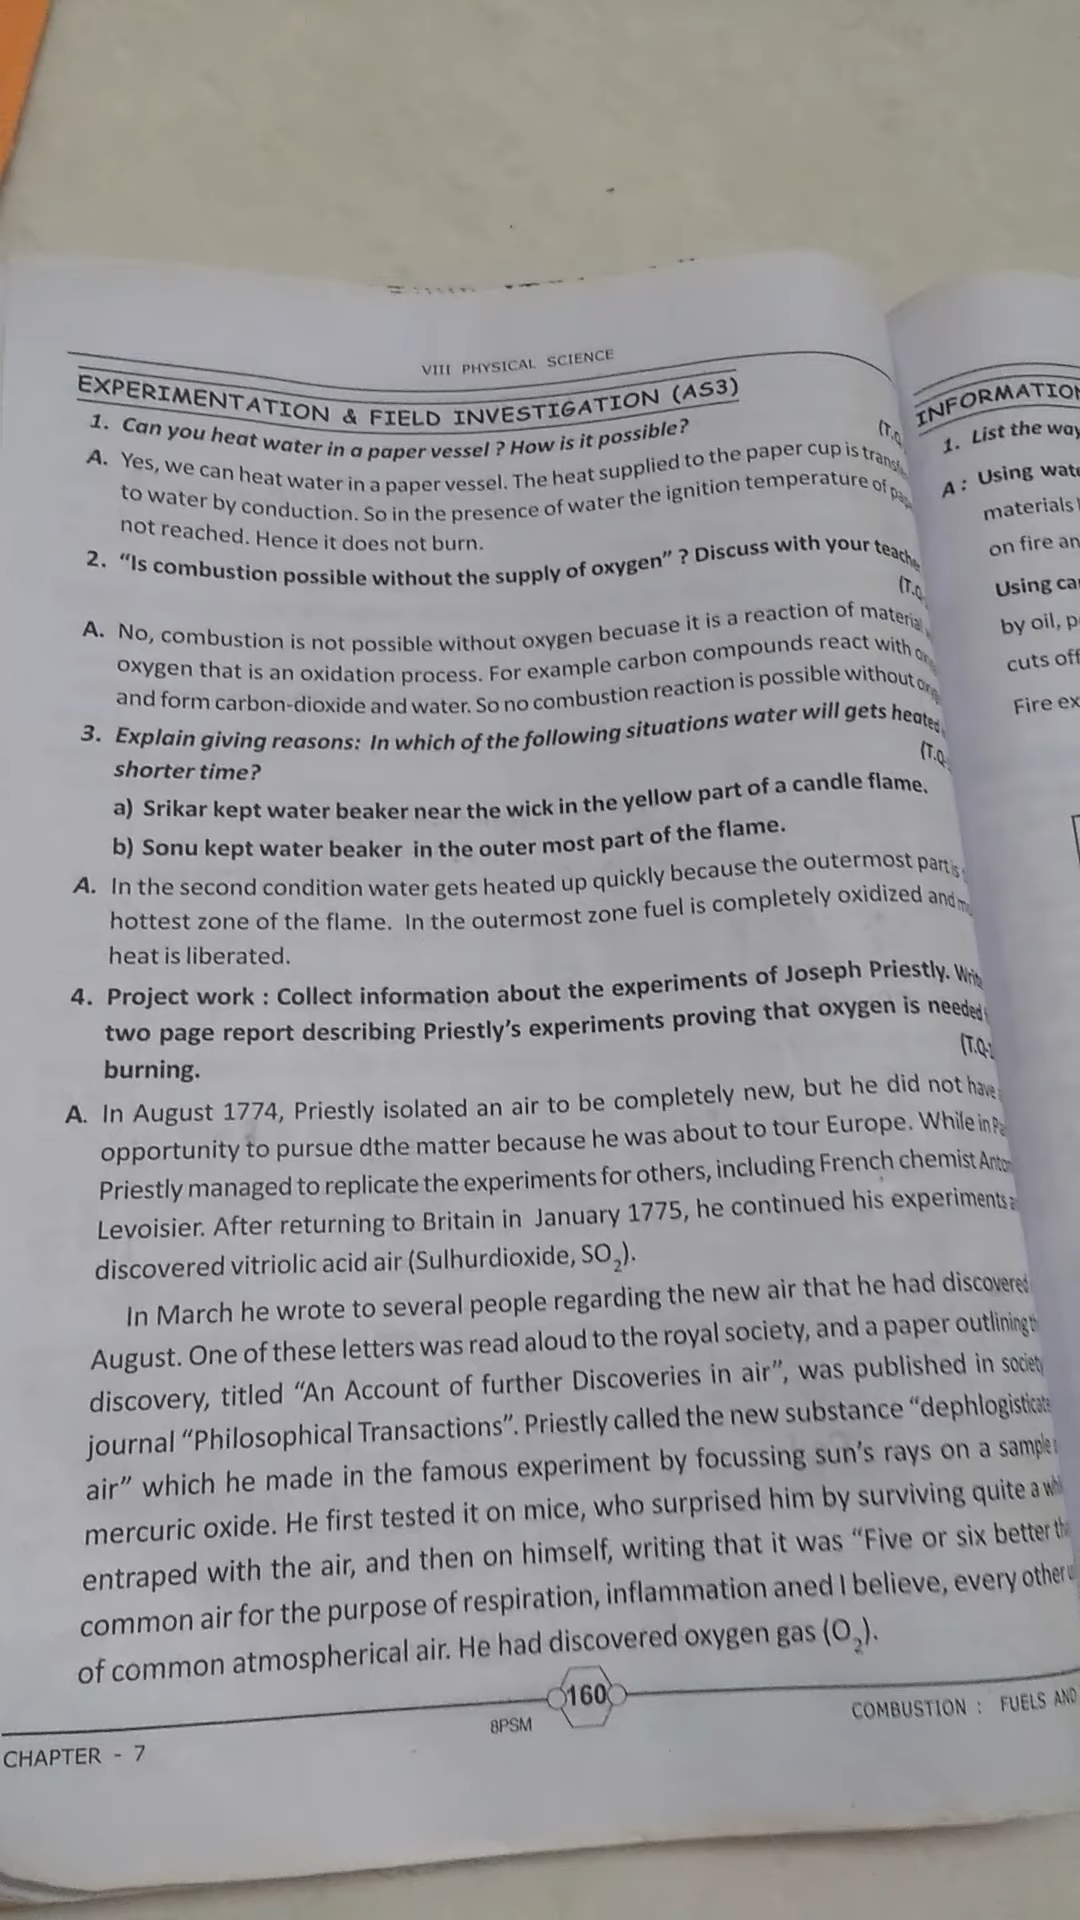 VIII PHYSICAL SCIENCE
EXPERIMENTATION & FIELD INVESTIGATION (AS3)
1. Can you heat water in a paper vessel ? How is it possible?
(T.Q
A. Yes, we can heat water in a paper vessel. The heat supplied to the paper cup is
to water by conduction. So in the presence of water the ignition temperature of
not reached. Hence it does not burn.
2. "Is combustion possible without the supply of oxygen" ? Discuss with your
(T.Q
A. No, combustion is not possible without oxygen becuase it is a reaction of material
oxygen that is an oxidation process. For example carbon compounds react with
and form carbon-dioxide and water. So no combustion reaction is possible without
3. Explain giving reasons: In which of the following situations water will gets heated
(T.Q
shorter time?
a) Srikar kept water beaker near the wick in the yellow part of a candle flame.
b) Sonu kept water beaker in the outer most part of the flame.
A. In the second condition water gets heated up quickly because the outermost part is
hottest zone of the flame. In the outermost zone fuel is completely oxidized and
heat is liberated.
4. Project work : Collect information about the experiments of Joseph Priestly.
two page report describing Priestly's experiments proving that oxygen is needed
burning.
(T.Q-
A. In August 1774, Priestly isolated an air to be completely new, but he did not have
opportunity to pursue dthe matter because he was about to tour Europe. While in
Priestly managed to replicate the experiments for others, including French chemist
Levoisier. After returning to Britain in January 1775, he continued his experiments
discovered vitriolic acid air (Sulhurdioxide, SO₂).
In March he wrote to several people regarding the new air that he had discovered
August. One of these letters was read aloud to the royal society, and a paper outlining
discovery, titled "An Account of further Discoveries in air", was published in society
journal "Philosophical Transactions". Priestly called the new substance "dephlogisticate
air" which he made in the famous experiment by focussing sun's rays on a sample
mercuric oxide. He first tested it on mice, who surprised him by surviving quite a
entraped with the air, and then on himself, writing that it was "Five or six better
common air for the purpose of respiration, inflammation aned I believe, every other
of common atmospherical air. He had discovered oxygen gas (O₂).
160
8PSM
CHAPTER - 7
COMBUSTION : FUELS AND
INFORMATION
1. List the way
A : Using
materials
on fire an
Using
by oil,
cuts off
Fire